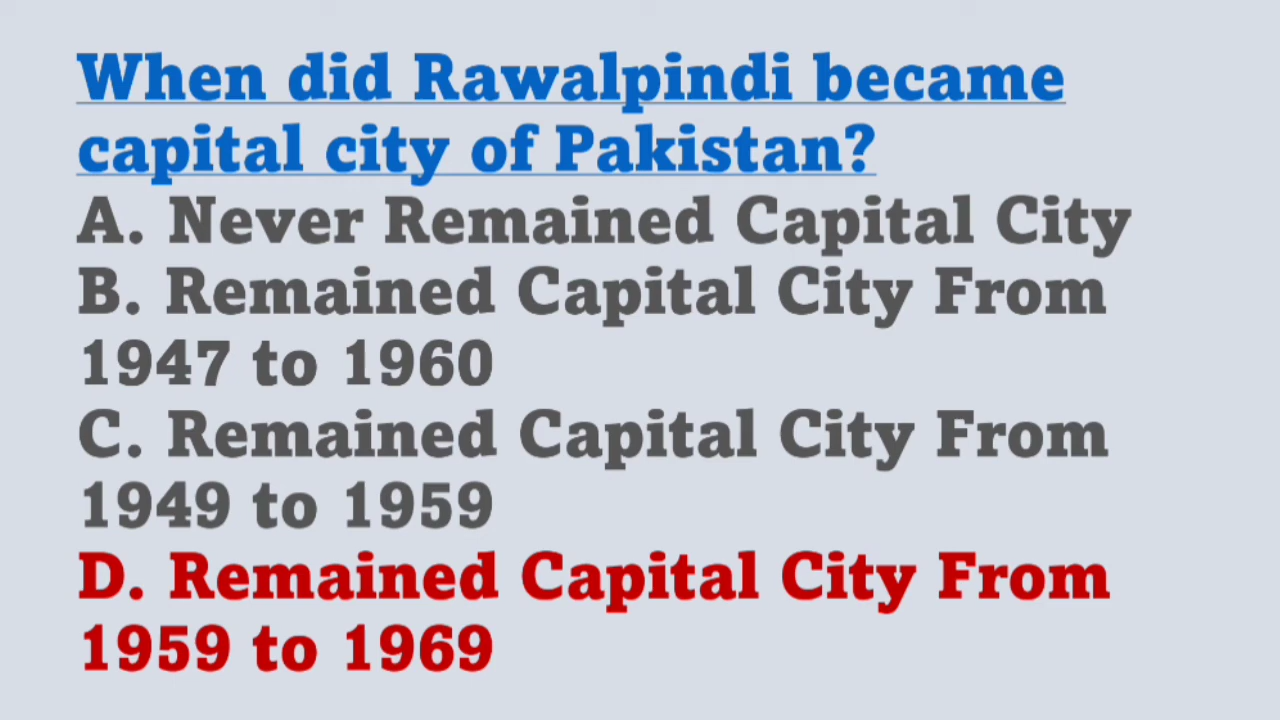 When did Rawalpindi became
capital city of Pakistan?
A. Never Remained Capital City
B. Remained Capital City From
1947 to 1960
C. Remained Capital City From
1949 to 1959
D. Remained Capital City From
1959 to 1969